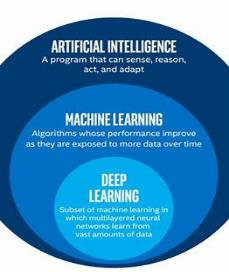 ARTIFICIAL INTELLIGENCE
A program that can sense, reason,
act, and adapt
MACHINE LEARNING
Algorithms whose performance improve
as they are exposed to more data over time
DEEP
LEARNING
Subset of machine learning in
which multilayered neural
networks learn from
vast amounts of data